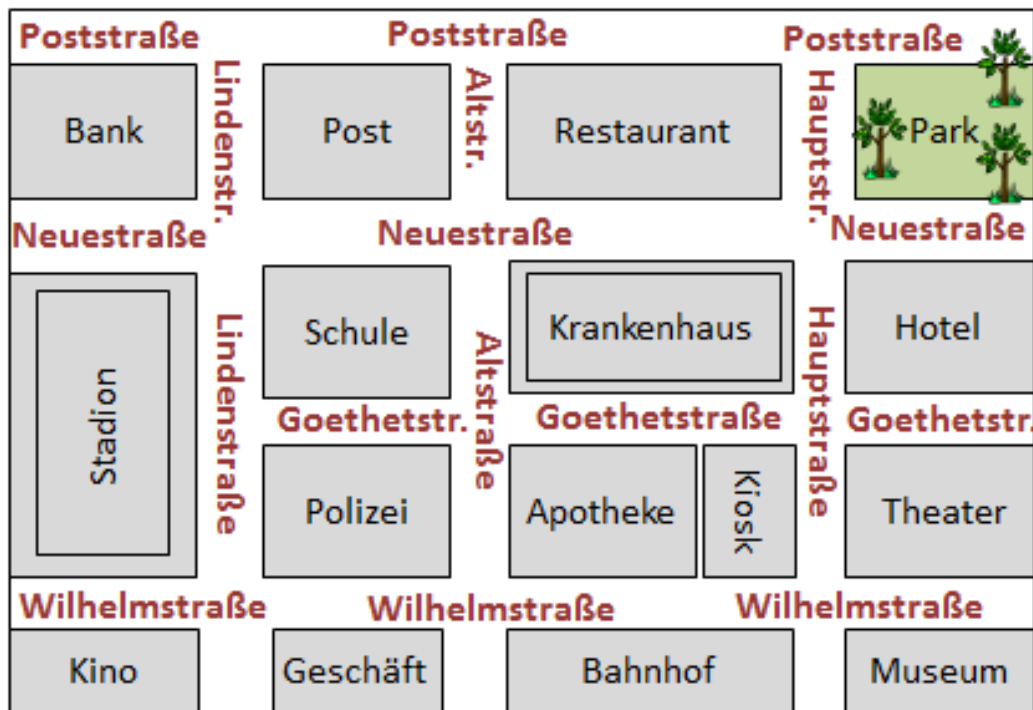 Poststraße
Poststraße
Poststraße
Bank
Lindenstr.
Post
Altstr.
Restaurant
Hauptstr.
Park
Neuestraße
Neuestraße
Neuestraße
Stadion
Lindenstraße
Schule
Altstraße
Krankenhaus
Hauptstraße
Hotel
Goethetstr.
Goethetstraße
Goethetstr.
Polizei
Apotheke
Kiosk
Theater
Wilhelmstraße
Wilhelmstraße
Wilhelmstraße
Kino
Geschäft
Bahnhof
Museum